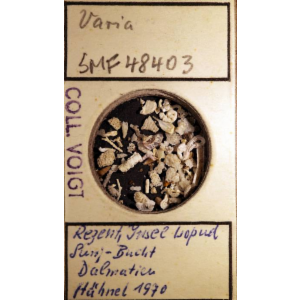 Varia
SMF 48403
COLL. VOIGT
Rezent, Insel Lopud
Sunj-Bucht
Dalmatien
Hähnel 1970